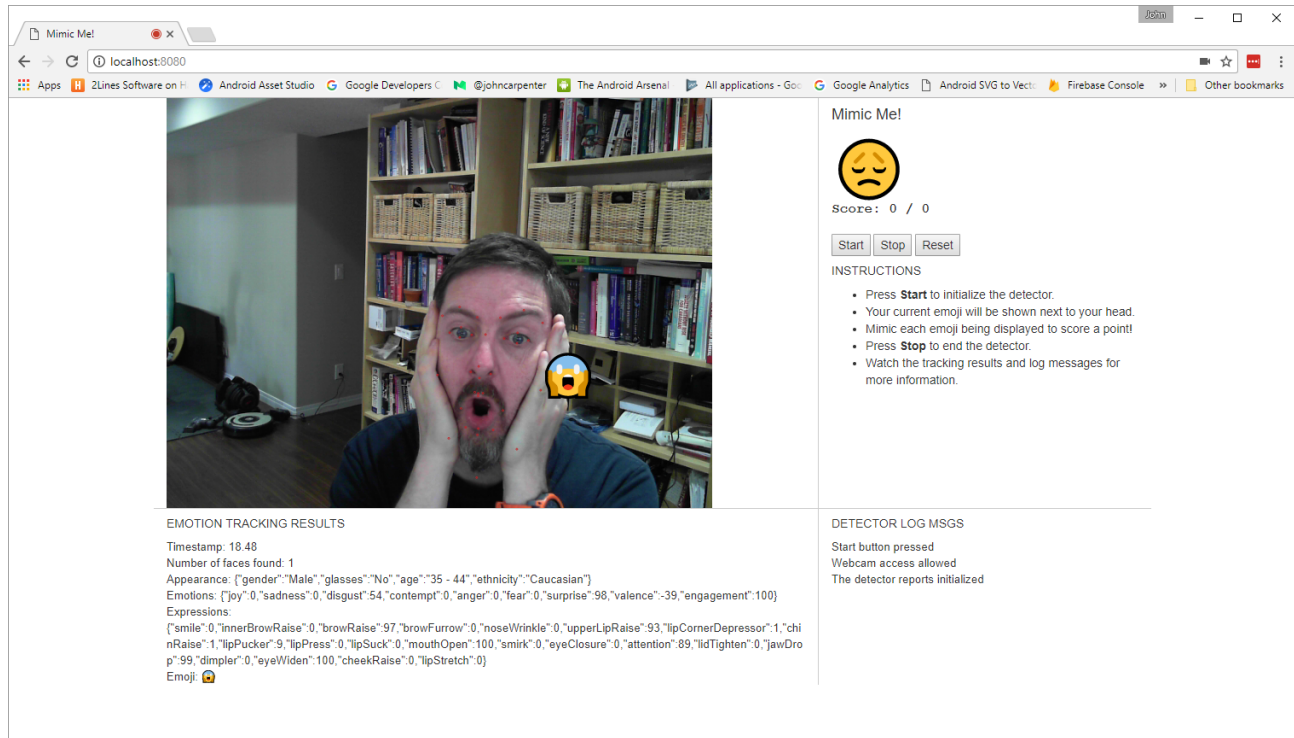 John
Mimic Me!
localhost:8080
Apps
2Lines Software on H
Android Asset Studio
Google Developers C
@johncarpenter
The Android Arsenal
All applications - Goo
Google Analytics
Android SVG to Vecto
Firebase Console
»
Other bookmarks
Mimic Me!
Score: 0 / 0
Start Stop Reset
INSTRUCTIONS
• Press Start to initialize the detector.
• Your current emoji will be shown next to your head.
• Mimic each emoji being displayed to score a point!
• Press Stop to end the detector.
• Watch the tracking results and log messages for
more information.
EMOTION TRACKING RESULTS
Timestamp: 18.48
Number of faces found: 1
Appearance: {"gender":"Male","glasses":"No","age":"35 - 44","ethnicity":"Caucasian"}
Emotions: {"joy":0,"sadness":0,"disgust":54,"contempt":0,"anger":0,"fear":0,"surprise":98,"valence":-39,"engagement":100}
Expressions:
{"smile":0,"innerBrowRaise":0,"browRaise":97,"browFurrow":0,"noseWrinkle":0,"upperLipRaise":93,"lipCornerDepressor":1,"chi
nRaise":1,"lipPucker":9,"lipPress":0,"lipSuck":0,"mouthOpen":100,"smirk":0,"eyeClosure":0,"attention":89,"lidTighten":0,"jawDro
p":99,"dimpler":0,"eyeWiden":100,"cheekRaise":0,"lipStretch":0}
Emoji: 😱
DETECTOR LOG MSGS
Start button pressed
Webcam access allowed
The detector reports initialized